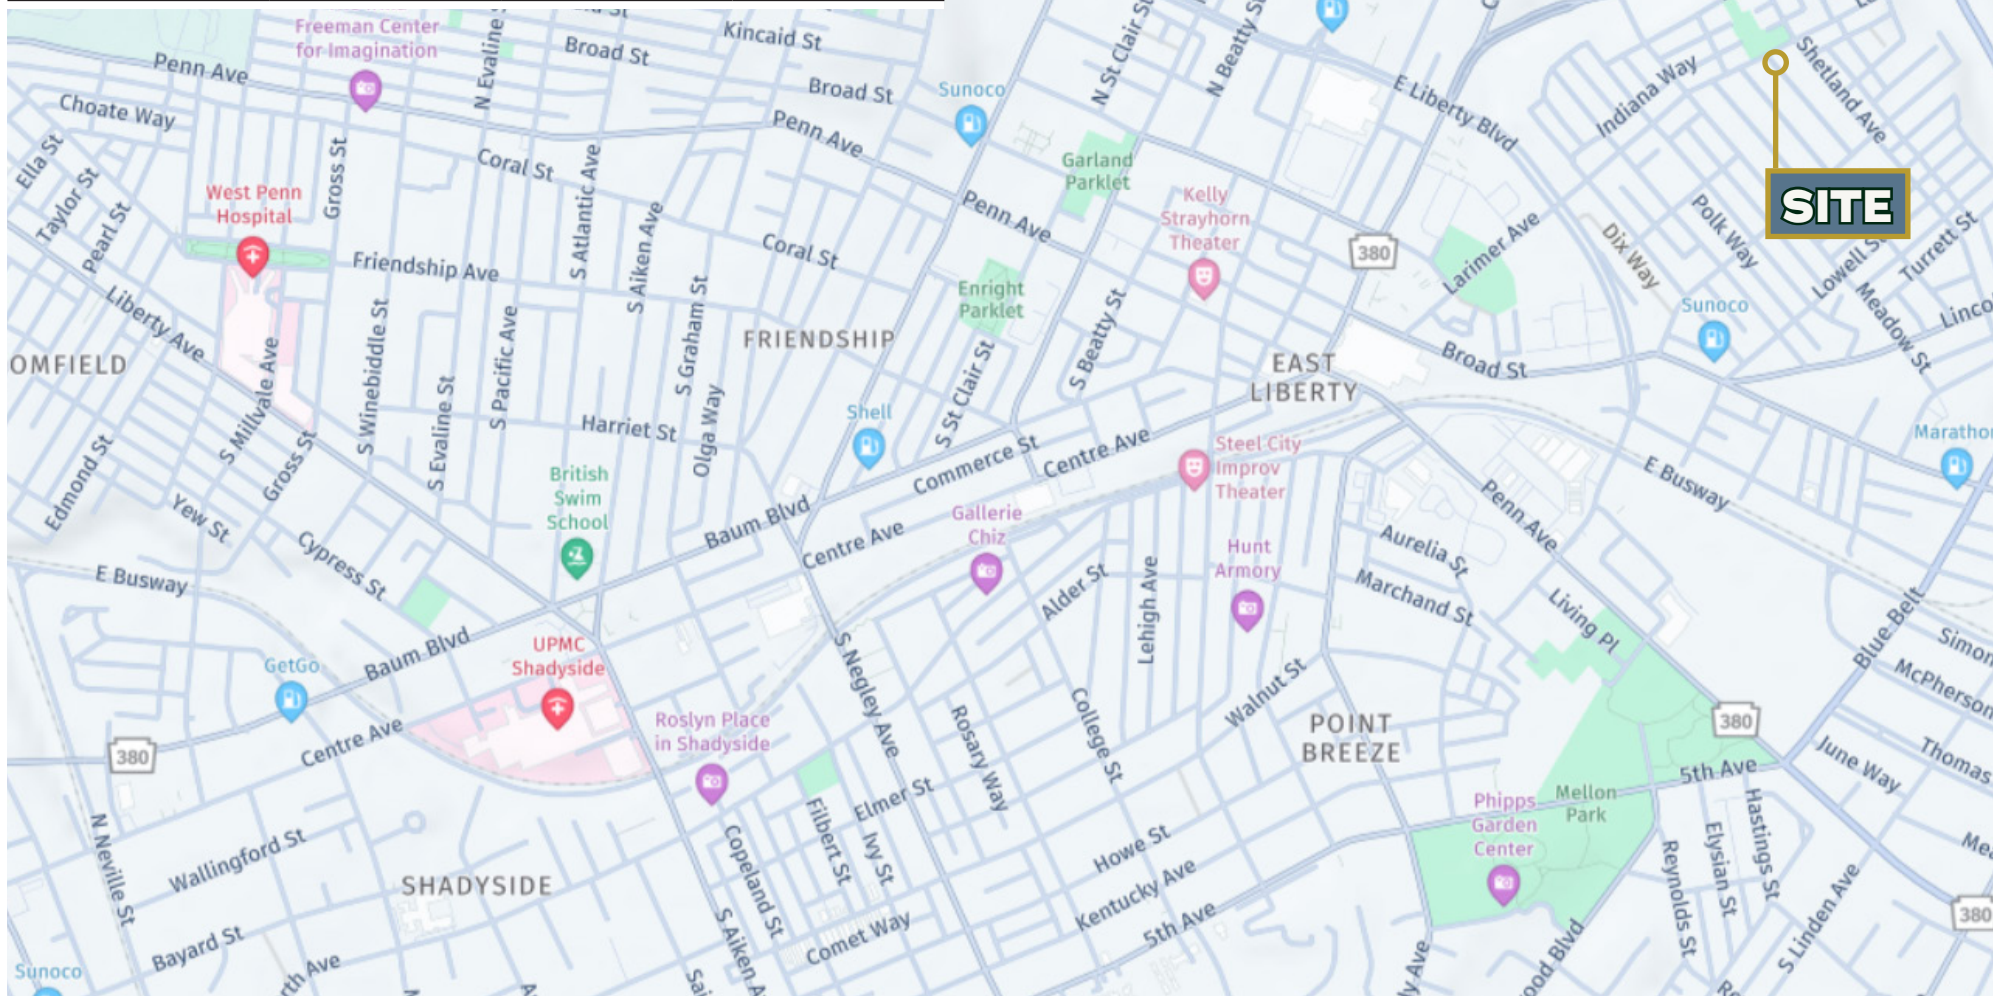 Freeman Center
for Imagination
N Evaline
Broad St
Kincaid St
Broad St
Penn Ave
Penn Ave
Choate Way
Ella St
Taylor St
Pearl St
Gross St
West Penn
Hospital
Coral St
S Atlantic Ave
S Aiken Ave
Friendship Ave
Coral St
Sunoco
N St Clair St
N Beatty St
E Liberty Blvd
Garland
Parklet
Penn Ave
Kelly
Strayhorn
Theater
380
Larimer Ave
Indiana Way
Shetland Ave
SITE
Polk Way
Dix Way
Lowell St
Turrett St
Meadow St
Linco
Sunoco
Enright
Parklet
Liberty Ave
OMFIELD
S Millvale Ave
S Winebiddle St
S Evaline St
S Pacific Ave
S Graham St
Olga Way
FRIENDSHIP
S St Clair St
S Beatty St
EAST
LIBERTY
Broad St
Edmond St
Gross St
Yew St
Harriet St
Shell
Commerce St
Centre Ave
Steel City
Improv
Theater
Marathon
E Busway
British
Swim
School
Baum Blvd
Centre Ave
Gallerie
Chiz
Penn Ave
Hunt
Armory
Aurelia St
Marchand St
Alder St
Lehigh Ave
Living Pl
Blue Belt
Simon
McPherson
E Busway
Cypress St
Baum Blvd
UPMC
Shadyside
GetGo
Centre Ave
380
S Negley Ave
Rosary Way
College St
Walnut St
POINT
BREEZE
380
June Way
Thomas
5th Ave
Roslyn Place
in Shadyside
Mellon
Park
Phipps
Garden
Center
N Neville St
Wallingford St
SHADYSIDE
Bayard St
rth Ave
Sunoco
Copeland St
Filbert St
Ivy St
Elmer St
S Aiken A
Comet Way
Howe St
Kentucky Ave
5th Ave
ly Ave
ood Blvd
Reynolds St
Elysian St
Hastings St
S Linden Ave
380